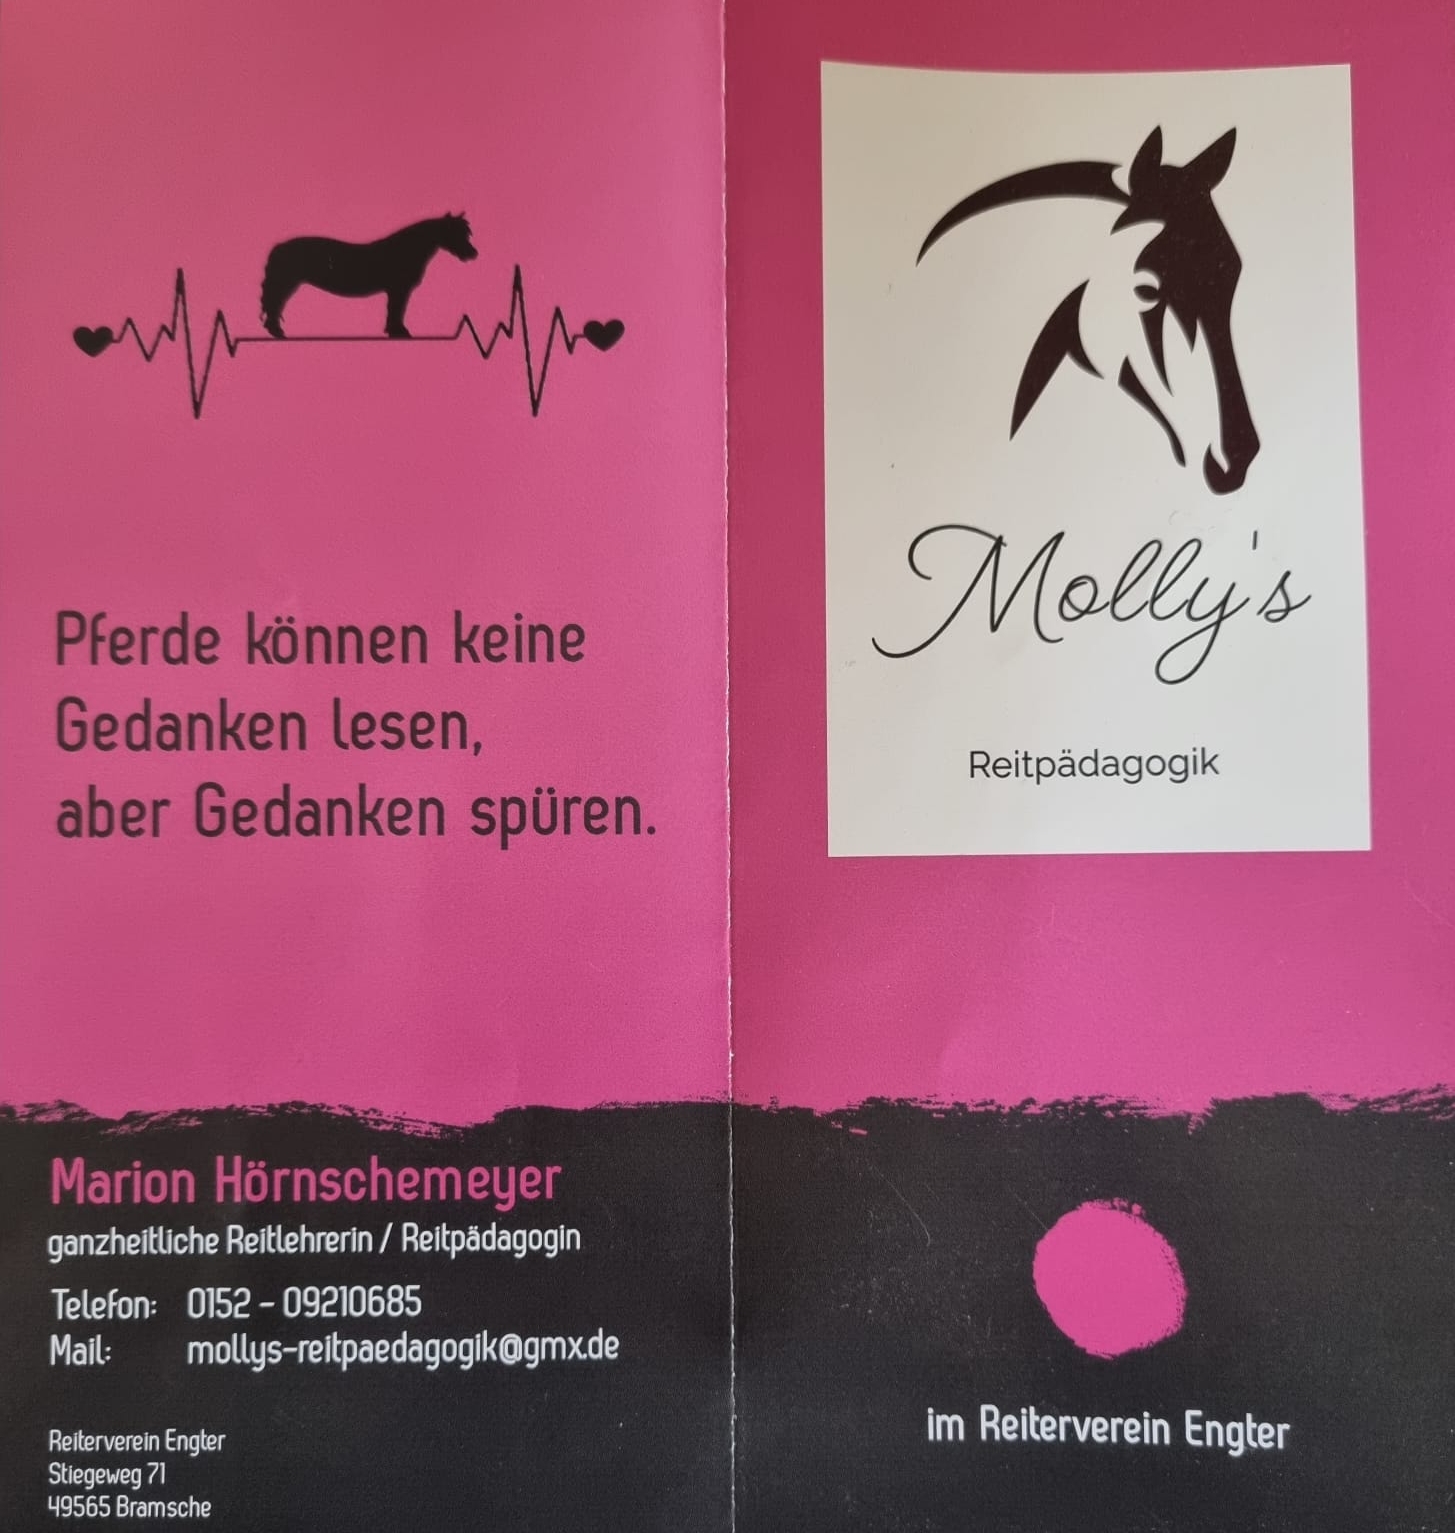 Pferde können keine
Gedanken lesen,
aber Gedanken spüren.
Marion Hörnschemeyer
ganzheitliche Reitlehrerin / Reitpädagogin
Telefon: 0152 - 09210685
Mail: mollys-reitpaedagogik@gmx.de
Reiterverein Engter
Stiegeweg 71
49565 Bramsche
Molly's
Reitpädagogik
im Reiterverein Engter